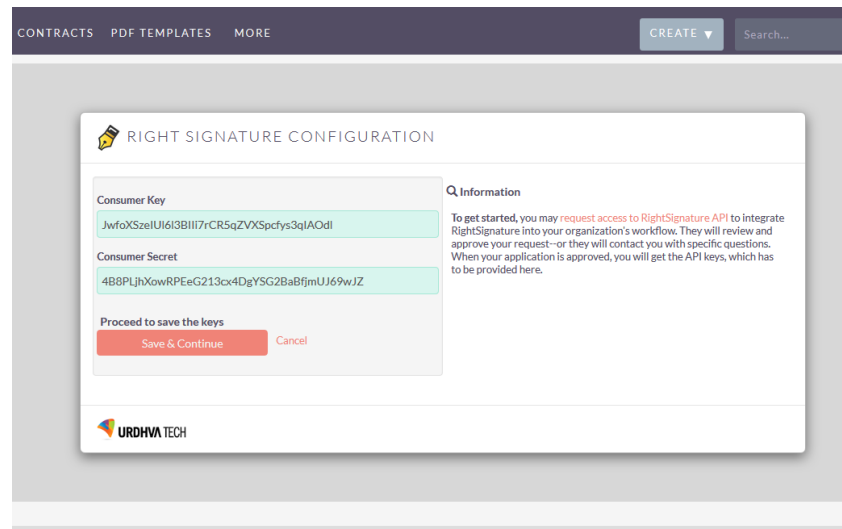 CONTRACTS PDF TEMPLATES MORE CREATE ▼ Search...
RIGHT SIGNATURE CONFIGURATION
Consumer Key
JwfoXSzeIUl6I3BIIi7rCR5qZVXSpcfys3qIAOdI
Consumer Secret
4B8PLjhXowRPEeG213cx4DgYSG2BaBfjmUJ69wJZ
Proceed to save the keys
Save & Continue Cancel
Information
To get started, you may request access to RightSignature API to integrate
RightSignature into your organization's workflow. They will review and
approve your request--or they will contact you with specific questions.
When your application is approved, you will get the API keys, which has
to be provided here.
URDHVA TECH